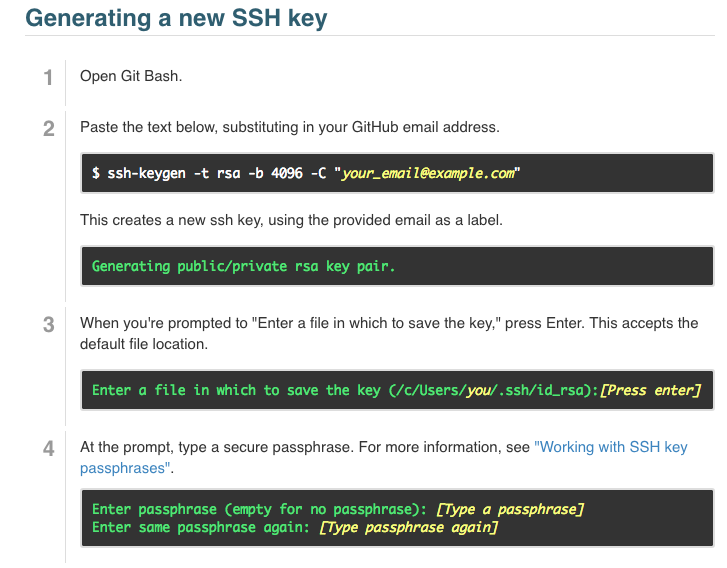 Generating a new SSH key
1 Open Git Bash.
2 Paste the text below, substituting in your GitHub email address.
$ ssh-keygen -t rsa -b 4096 -C "your_email@example.com"
This creates a new ssh key, using the provided email as a label.
Generating public/private rsa key pair.
3 When you're prompted to "Enter a file in which to save the key," press Enter. This accepts the
default file location.
Enter a file in which to save the key (/c/Users/you/.ssh/id_rsa):[Press enter]
4 At the prompt, type a secure passphrase. For more information, see "Working with SSH key
passphrases".
Enter passphrase (empty for no passphrase): [Type a passphrase]
Enter same passphrase again: [Type passphrase again]